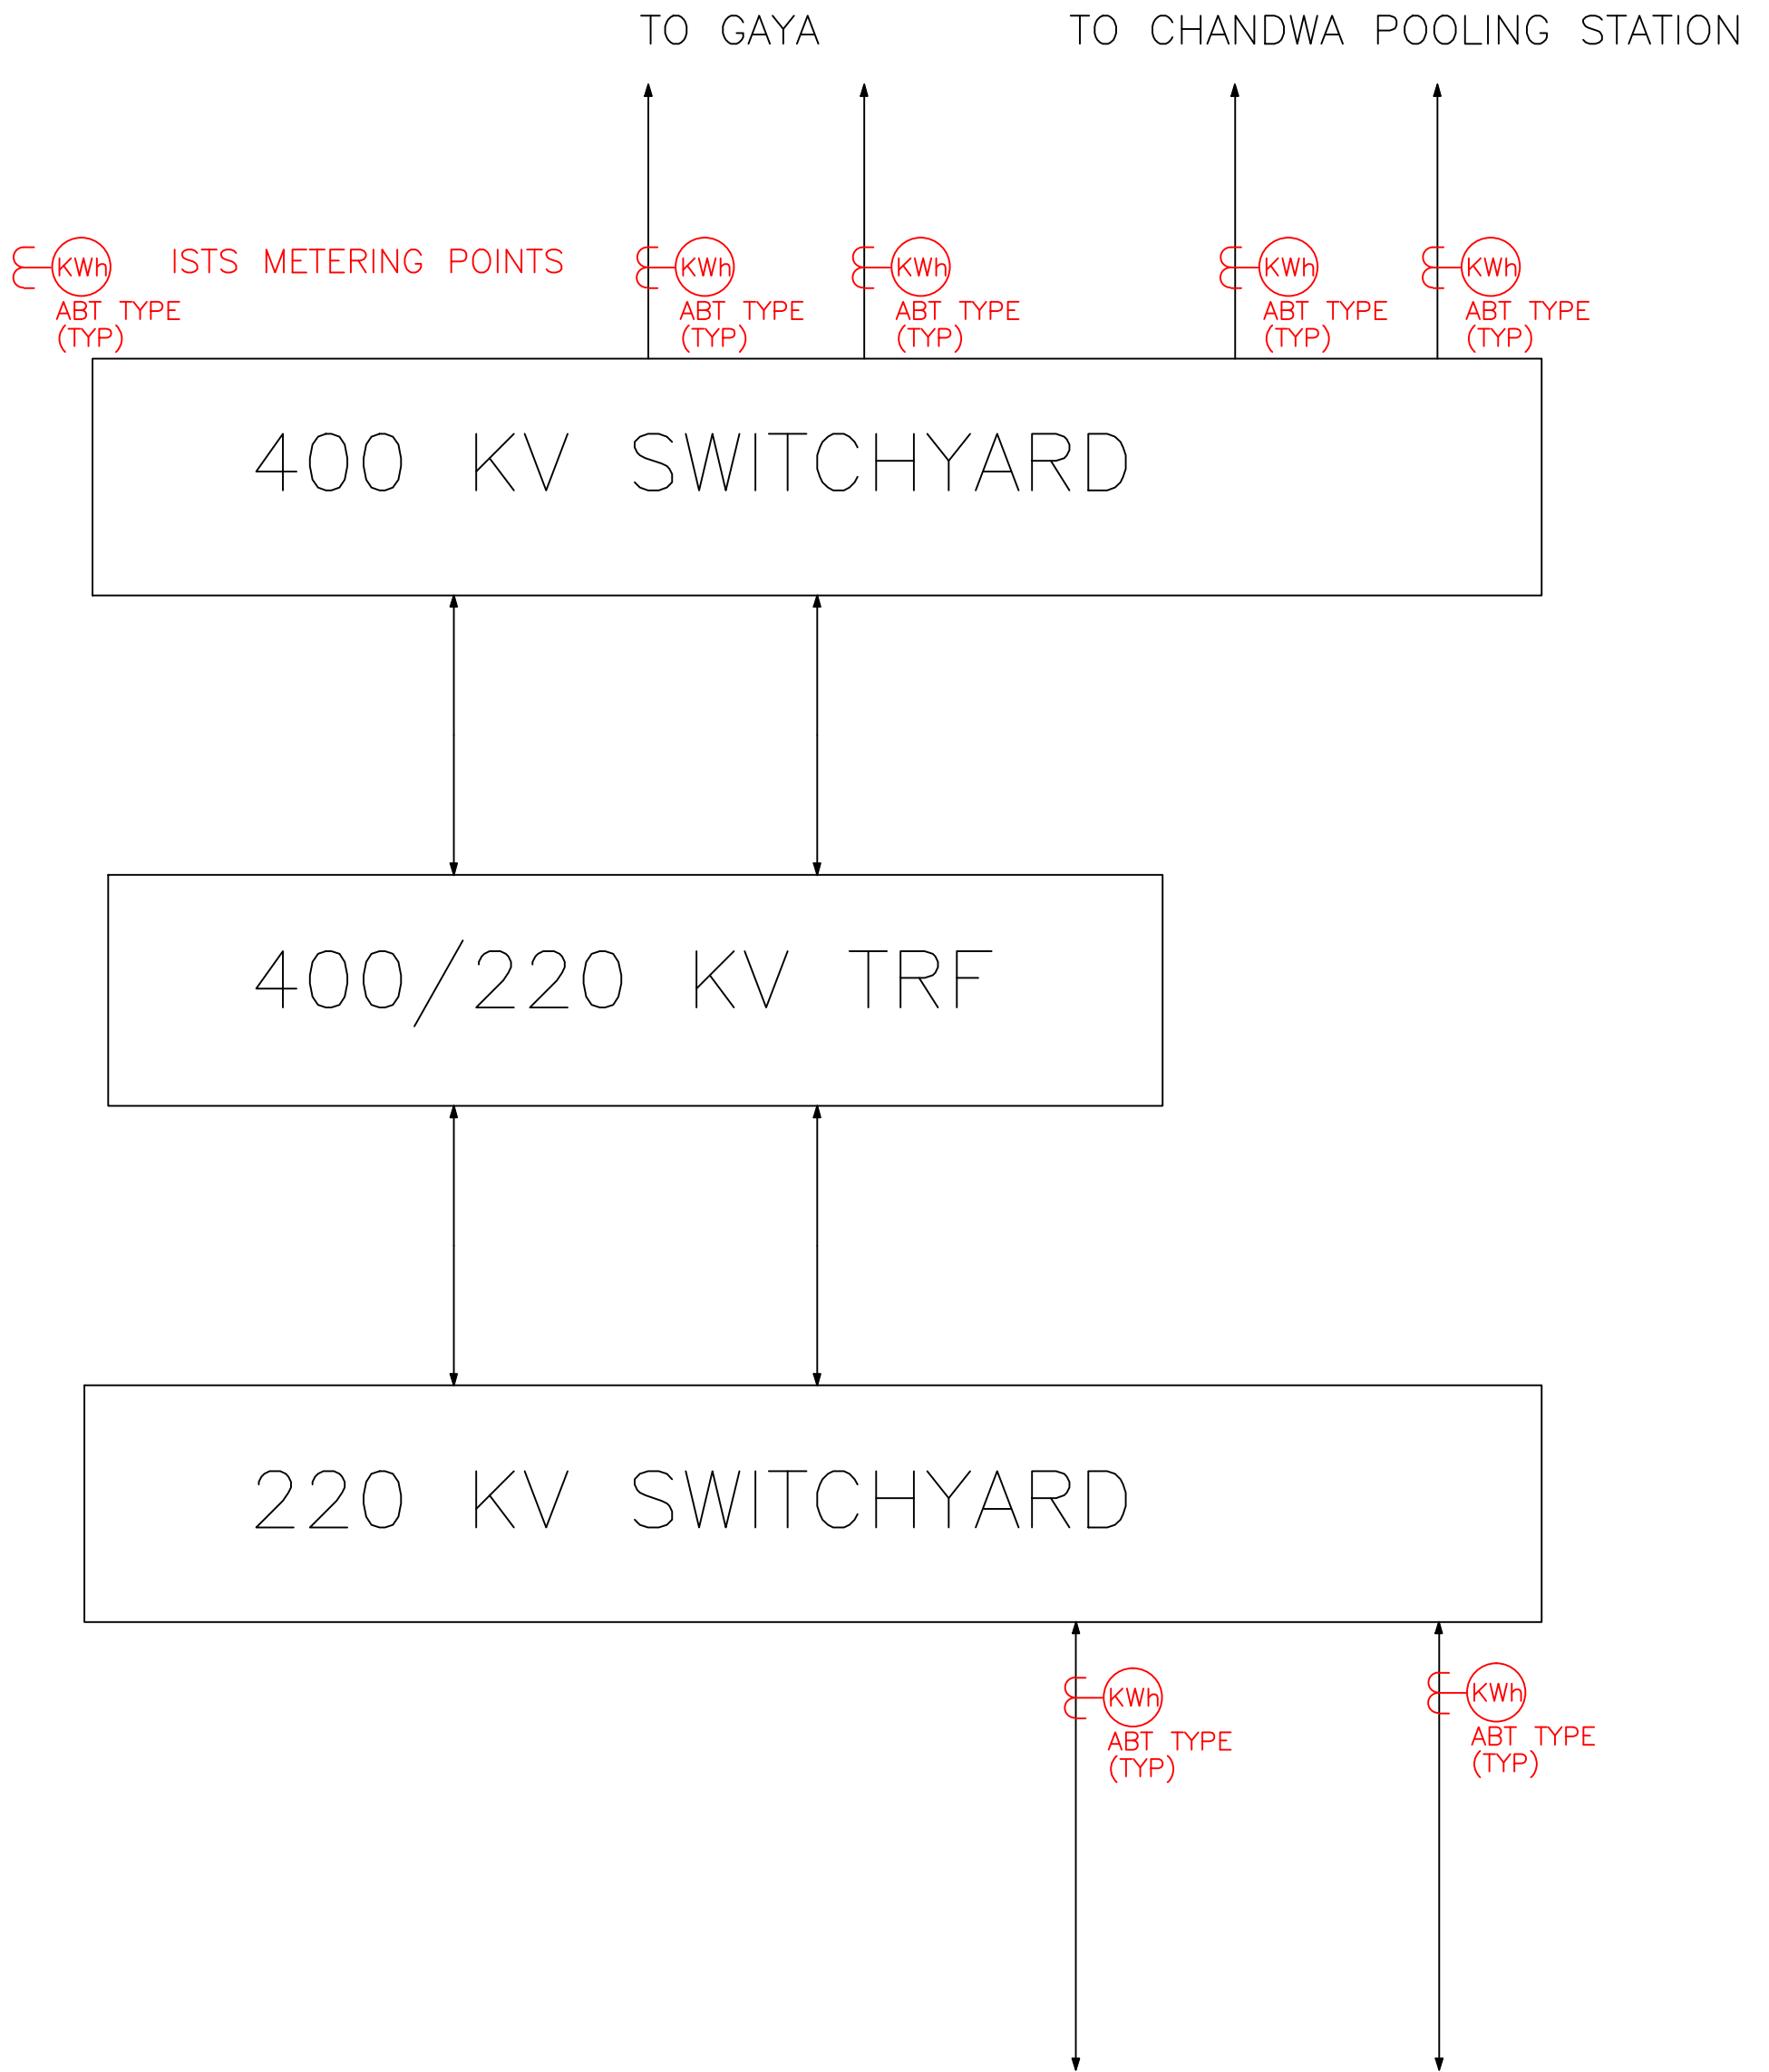 TO GAYA
TO CHANDWA POOLING STATION
KWh
ISTS METERING POINTS
ABT TYPE
(TYP)
KWh
ABT TYPE
(TYP)
KWh
ABT TYPE
(TYP)
KWh
ABT TYPE
(TYP)
KWh
ABT TYPE
(TYP)
400 KV SWITCHYARD
400/220 KV TRF
220 KV SWITCHYARD
KWh
ABT TYPE
(TYP)
KWh
ABT TYPE
(TYP)